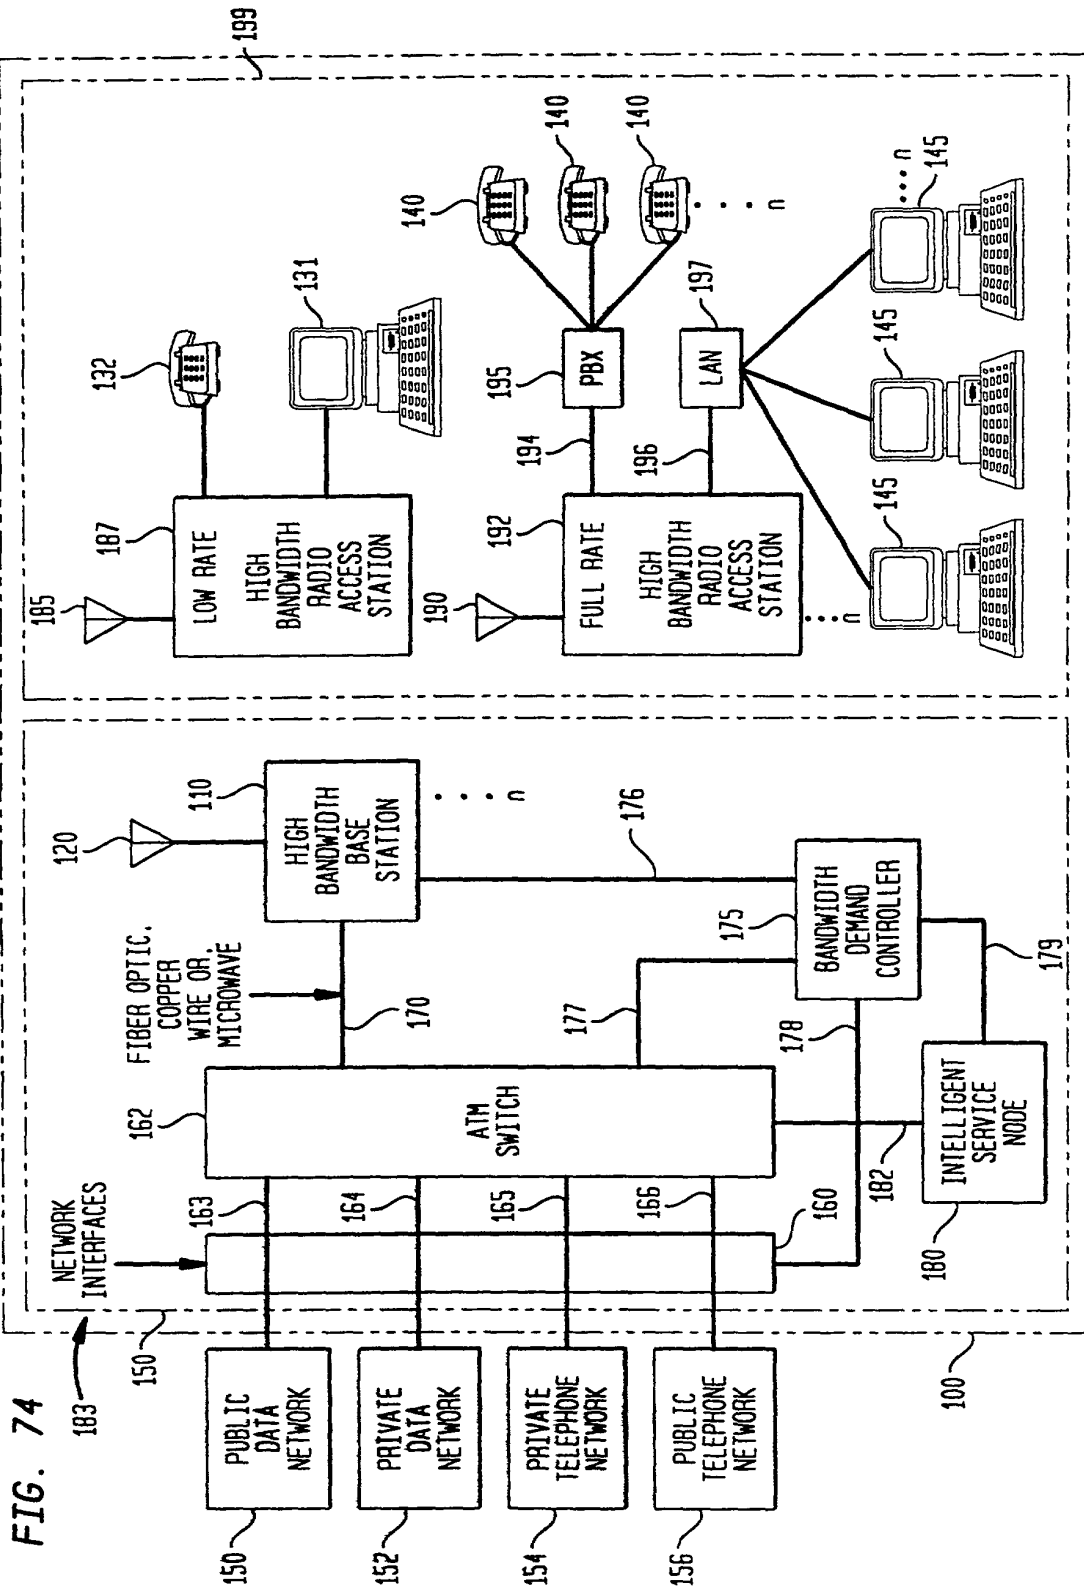 FIG. 74
183
NETWORK
INTERFACES
150
PUBLIC
DATA
NETWORK
150
PRIVATE
DATA
NETWORK
152
PRIVATE
TELEPHONE
NETWORK
154
PUBLIC
TELEPHONE
NETWORK
156
100
163
164
165
166
160
162
ATM
SWITCH
FIBER OPTIC,
COPPER
WIRE OR,
MICROWAVE
170
120
110
HIGH
BANDWIDTH
BASE
STATION
. . . . n
176
177
175
BANDWIDTH
DEMAND
CONTROLLER
178
179
182
180
INTELLIGENT
SERVICE
NODE
199
185
187
LOW RATE
HIGH
BANDWIDTH
RADIO
ACCESS
STATION
132
131
190
192
FULL RATE
HIGH
BANDWIDTH
RADIO
ACCESS
STATION
....n
194
195
PBX
140
140
140
. . . . n
196
197
LAN
145
145
145
....n